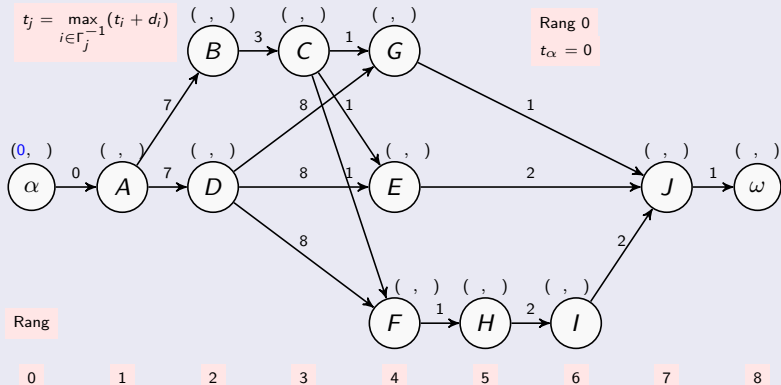 t_j = max_{i∈Γ_j^{-1}} (t_i + d_i)
Rang 0
t_α = 0
( , ) ( , ) ( , )
B 3 C 1 G
7 8 1 1
(0, ) ( , ) ( , ) ( , ) ( , ) ( , )
α 0 A 7 D 8 1 E 2 J 1 ω
8 2
( , ) ( , ) ( , )
F 1 H 2 I
Rang
0 1 2 3 4 5 6 7 8